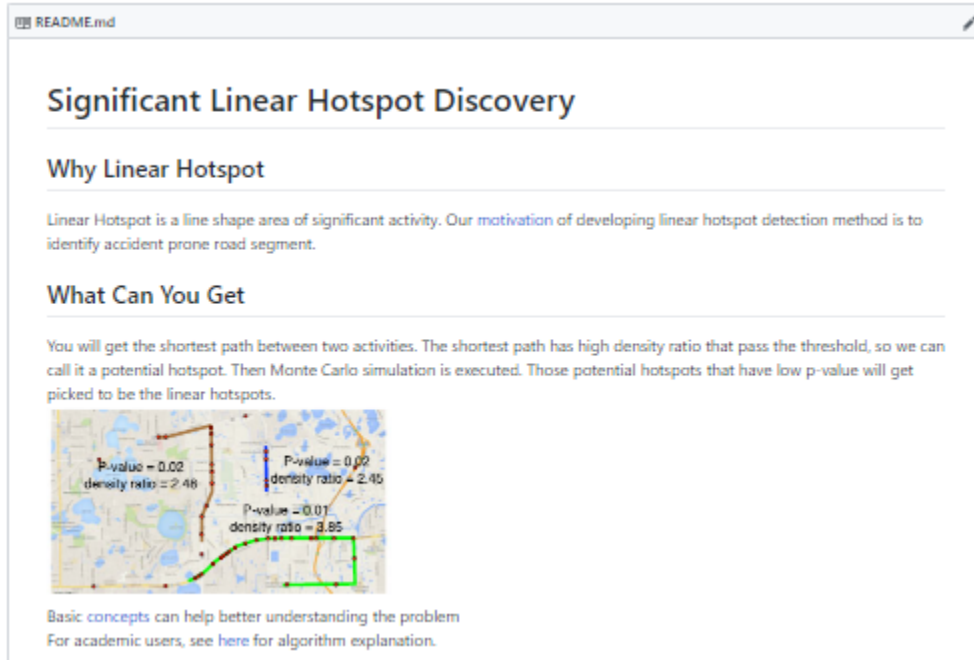 README.md
Significant Linear Hotspot Discovery
Why Linear Hotspot
Linear Hotspot is a line shape area of significant activity. Our motivation of developing linear hotspot detection method is to
identify accident prone road segment.
What Can You Get
You will get the shortest path between two activities. The shortest path has high density ratio that pass the threshold, so we can
call it a potential hotspot. Then Monte Carlo simulation is executed. Those potential hotspots that have low p-value will get
picked to be the linear hotspots.
P-value = 0.02
density ratio = 2.48
P-value = 0.02
density ratio = 2.45
P-value = 0.01
density ratio = 3.85
Basic concepts can help better understanding the problem
For academic users, see here for algorithm explanation.